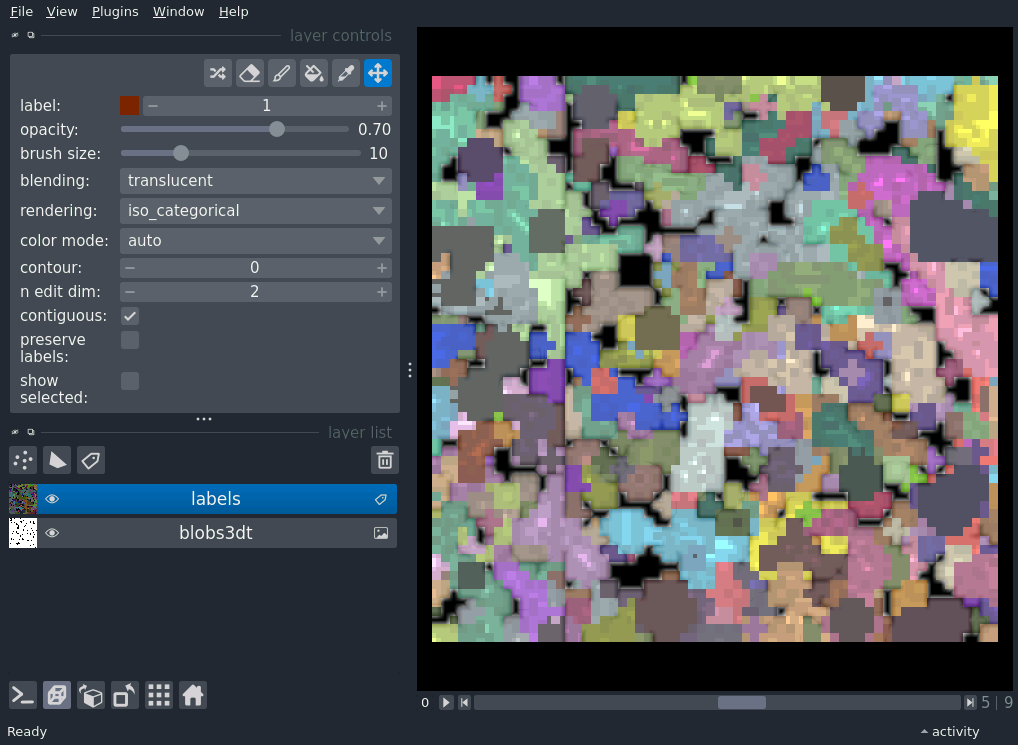 File View Plugins Window Help
layer controls
label: 1
opacity: 0.70
brush size: 10
blending: translucent
rendering: iso_categorical
color mode: auto
contour: 0
n edit dim: 2
contiguous:
preserve
labels:
show
selected:
layer list
labels
blobs3dt
0 5 | 9
Ready activity